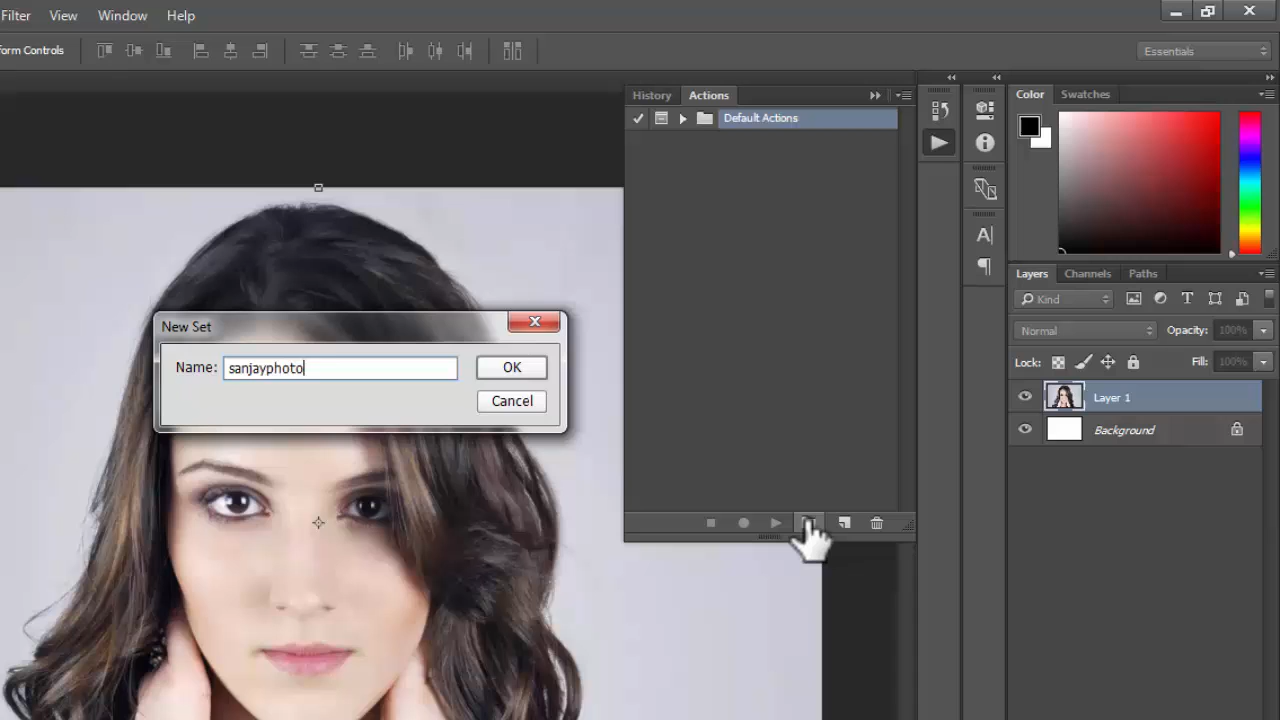 Filter View Window Help
form Controls
Essentials
History Actions
Color Swatches
Default Actions
Layers Channels Paths
Kind
T
New Set
Normal Opacity: 100%
Name: sanjayphoto OK
Lock: Fill: 100%
Cancel
Layer 1
Background
A